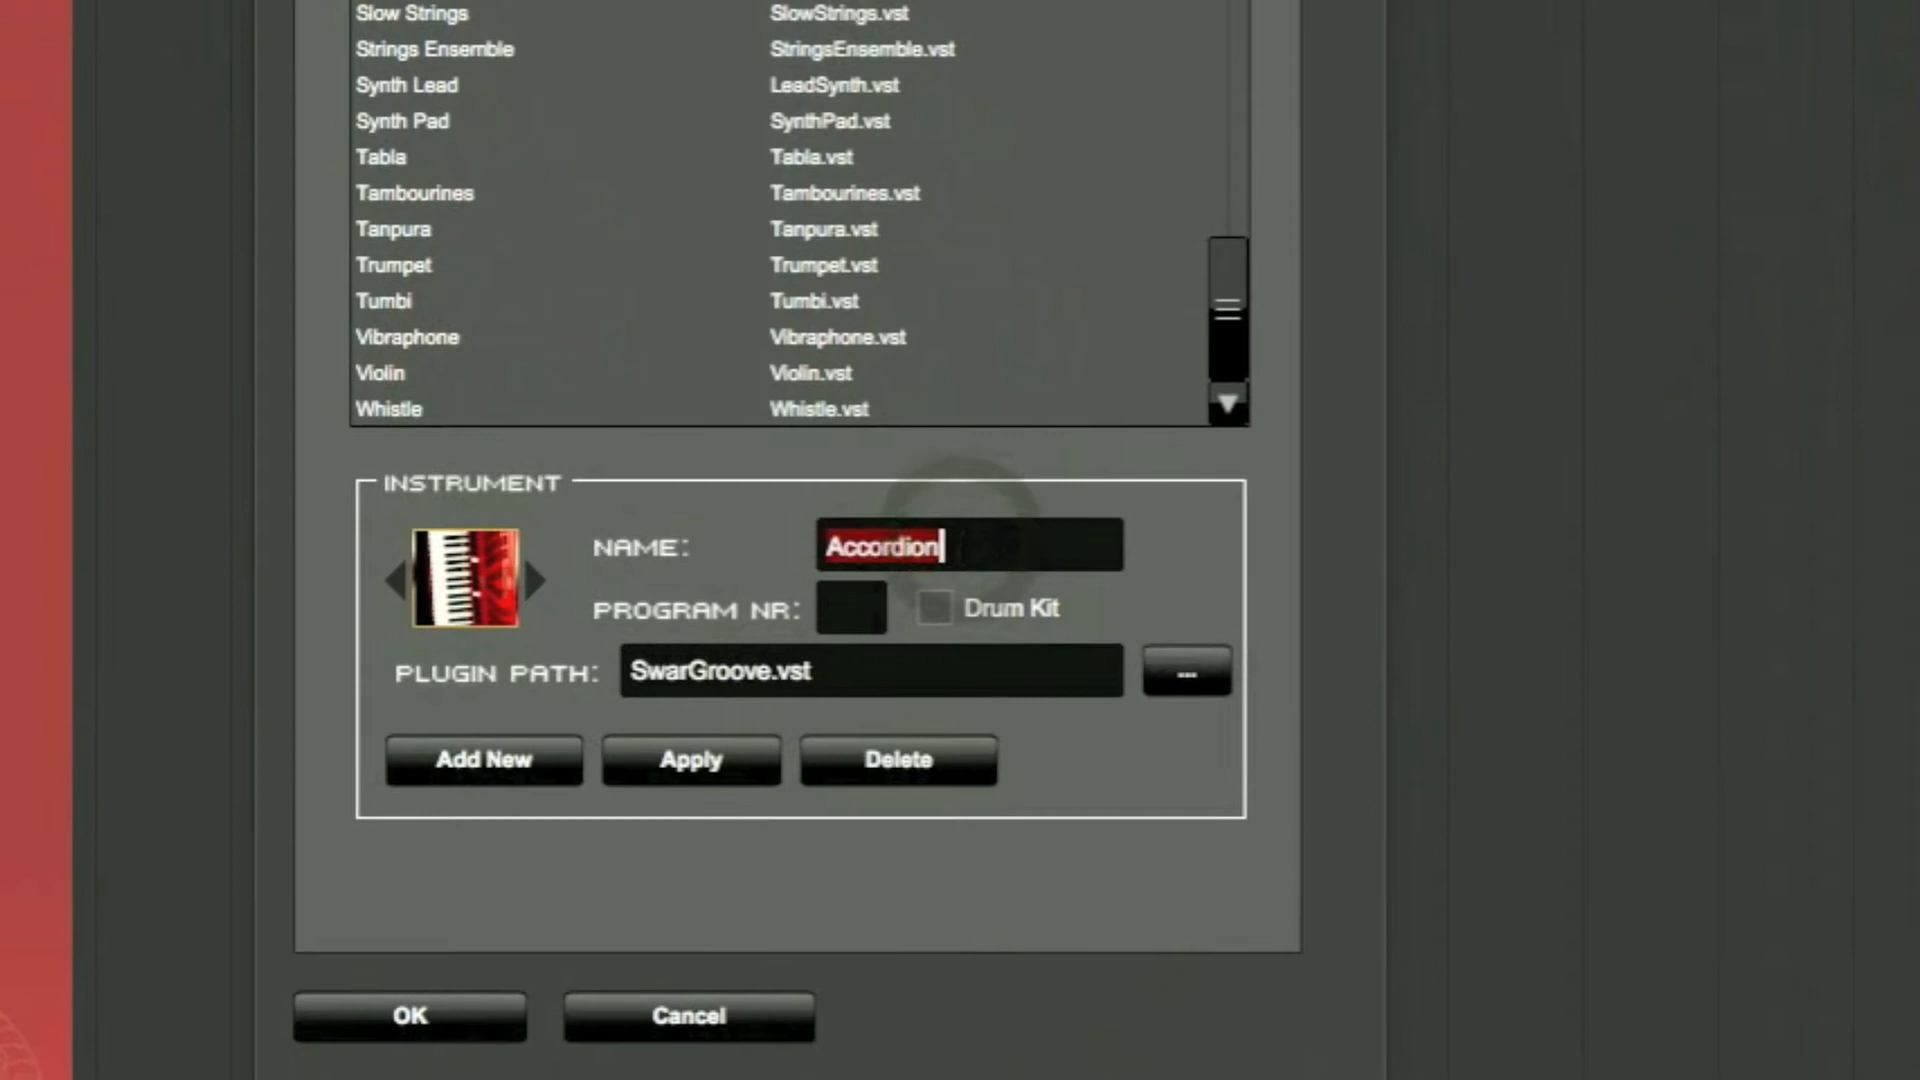 Slow Strings SlowStrings.vst
Strings Ensemble StringsEnsemble.vst
Synth Lead LeadSynth.vst
Synth Pad SynthPad.vst
Tabla Tabla.vst
Tambourines Tambourines.vst
Tanpura Tanpura.vst
Trumpet Trumpet.vst
Tumbi Tumbi.vst
Vibraphone Vibraphone.vst
Violin Violin.vst
Whistle Whistle.vst
INSTRUMENT
NAME: Accordion
PROGRAM NR: Drum Kit
PLUGIN PATH: SwarGroove.vst ...
Add New Apply Delete
OK Cancel